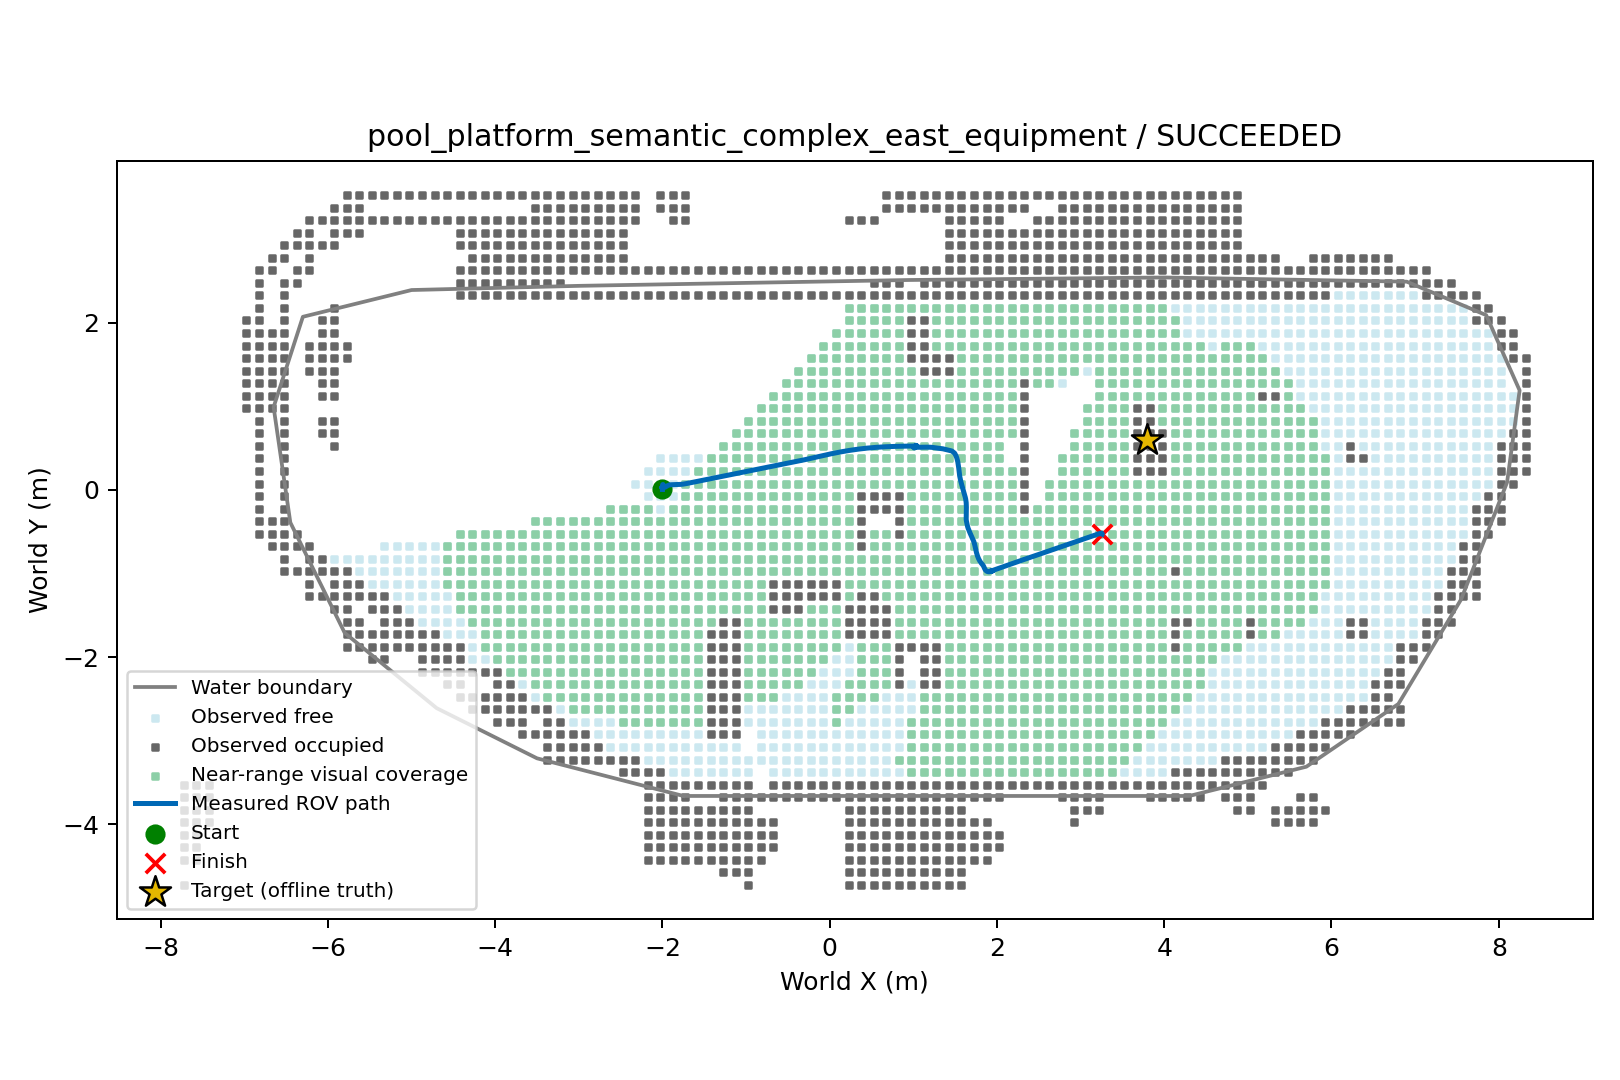 pool_platform_semantic_complex_east_equipment / SUCCEEDED
World Y (m)
2
0
−2
−4
Water boundary
Observed free
Observed occupied
Near-range visual coverage
Measured ROV path
Start
Finish
Target (offline truth)
−8 −6 −4 −2 0 2 4 6 8
World X (m)